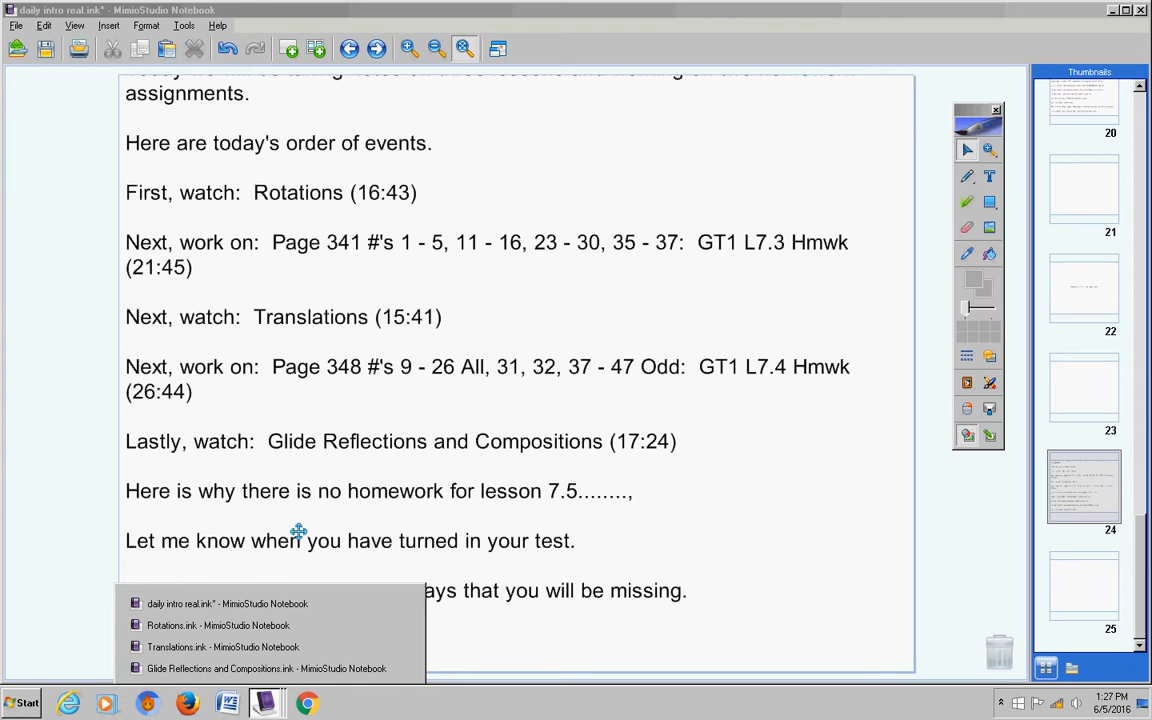 daily intro real.ink* - MimioStudio Notebook
File Edit View Insert Format Tools Help
Thumbnails
assignments.
Here are today's order of events.
First, watch: Rotations (16:43)
Next, work on: Page 341 #'s 1 - 5, 11 - 16, 23 - 30, 35 - 37: GT1 L7.3 Hmwk
(21:45)
Next, watch: Translations (15:41)
Next, work on: Page 348 #'s 9 - 26 All, 31, 32, 37 - 47 Odd: GT1 L7.4 Hmwk
(26:44)
Lastly, watch: Glide Reflections and Compositions (17:24)
Here is why there is no homework for lesson 7.5........,
Let me know when you have turned in your test.
ays that you will be missing.
daily intro real.ink* - MimioStudio Notebook
Rotations.ink - MimioStudio Notebook
Translations.ink - MimioStudio Notebook
Glide Reflections and Compositions.ink - MimioStudio Notebook
20
21
22
23
24
25
Start
1:27 PM
6/5/2016